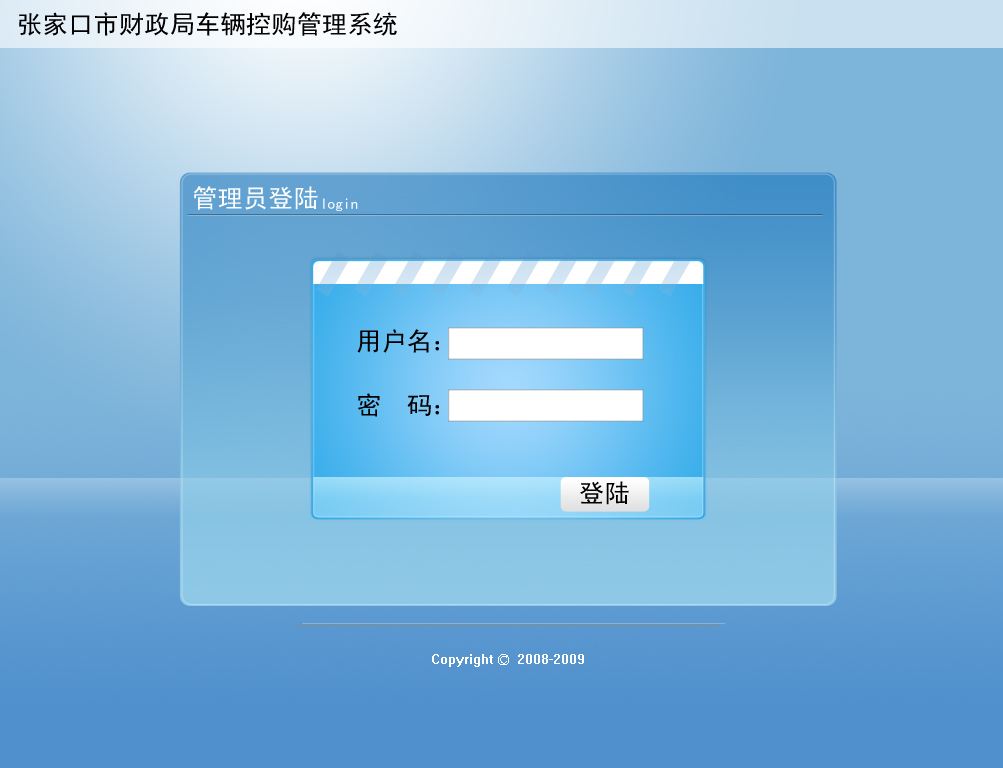 张家口市财政局车辆控购管理系统
管理员登陆login
用户名：
密　码：
登陆
Copyright © 2008-2009